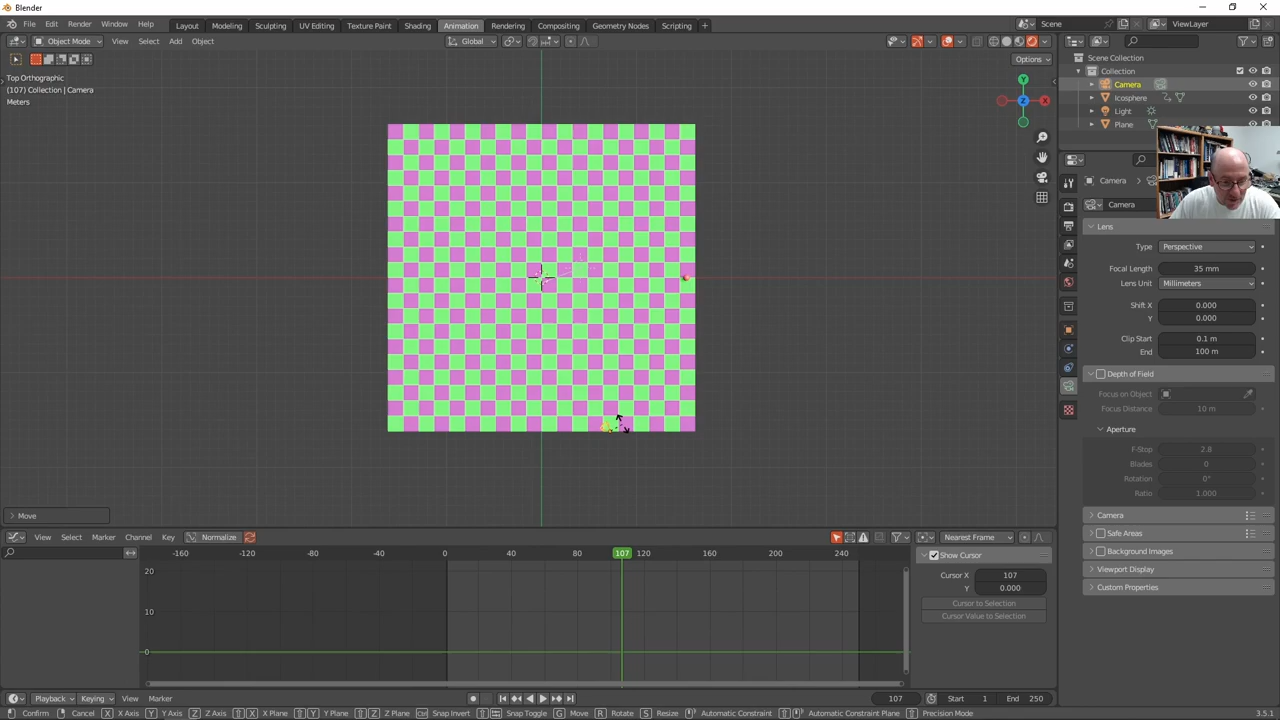 Blender
File Edit Render Window Help Layout Modeling Sculpting UV Editing Texture Paint Shading Animation Rendering Compositing Geometry Nodes Scripting + Scene ViewLayer
Object Mode View Select Add Object Global
Options
Top Orthographic
(107) Collection | Camera
Meters
Y
Z
X
Scene Collection
Collection
Camera
Icosphere
Light
Plane
Camera
Camera
Lens
Type Perspective
Focal Length 35 mm
Lens Unit Millimeters
Shift X 0.000
Y 0.000
Clip Start 0.1 m
End 100 m
Depth of Field
Focus on Object
Focus Distance 10 m
Aperture
F-Stop 2.8
Blades 0
Rotation 0°
Ratio 1.000
Camera
Safe Areas
Background Images
Viewport Display
Custom Properties
Move
View Select Marker Channel Key Normalize Nearest Frame
-160 -120 -80 -40 0 40 80 107 120 160 200 240
20
10
0
Show Cursor
Cursor X 107
Y 0.000
Cursor to Selection
Cursor Value to Selection
Playback Keying View Marker 107 Start 1 End 250
Confirm Cancel X X Axis Y Y Axis Z Z Axis X X Plane Y Y Plane Z Z Plane Ctrl Snap Invert Snap Toggle G Move R Rotate S Resize Automatic Constraint Automatic Constraint Plane Precision Mode 3.5.1